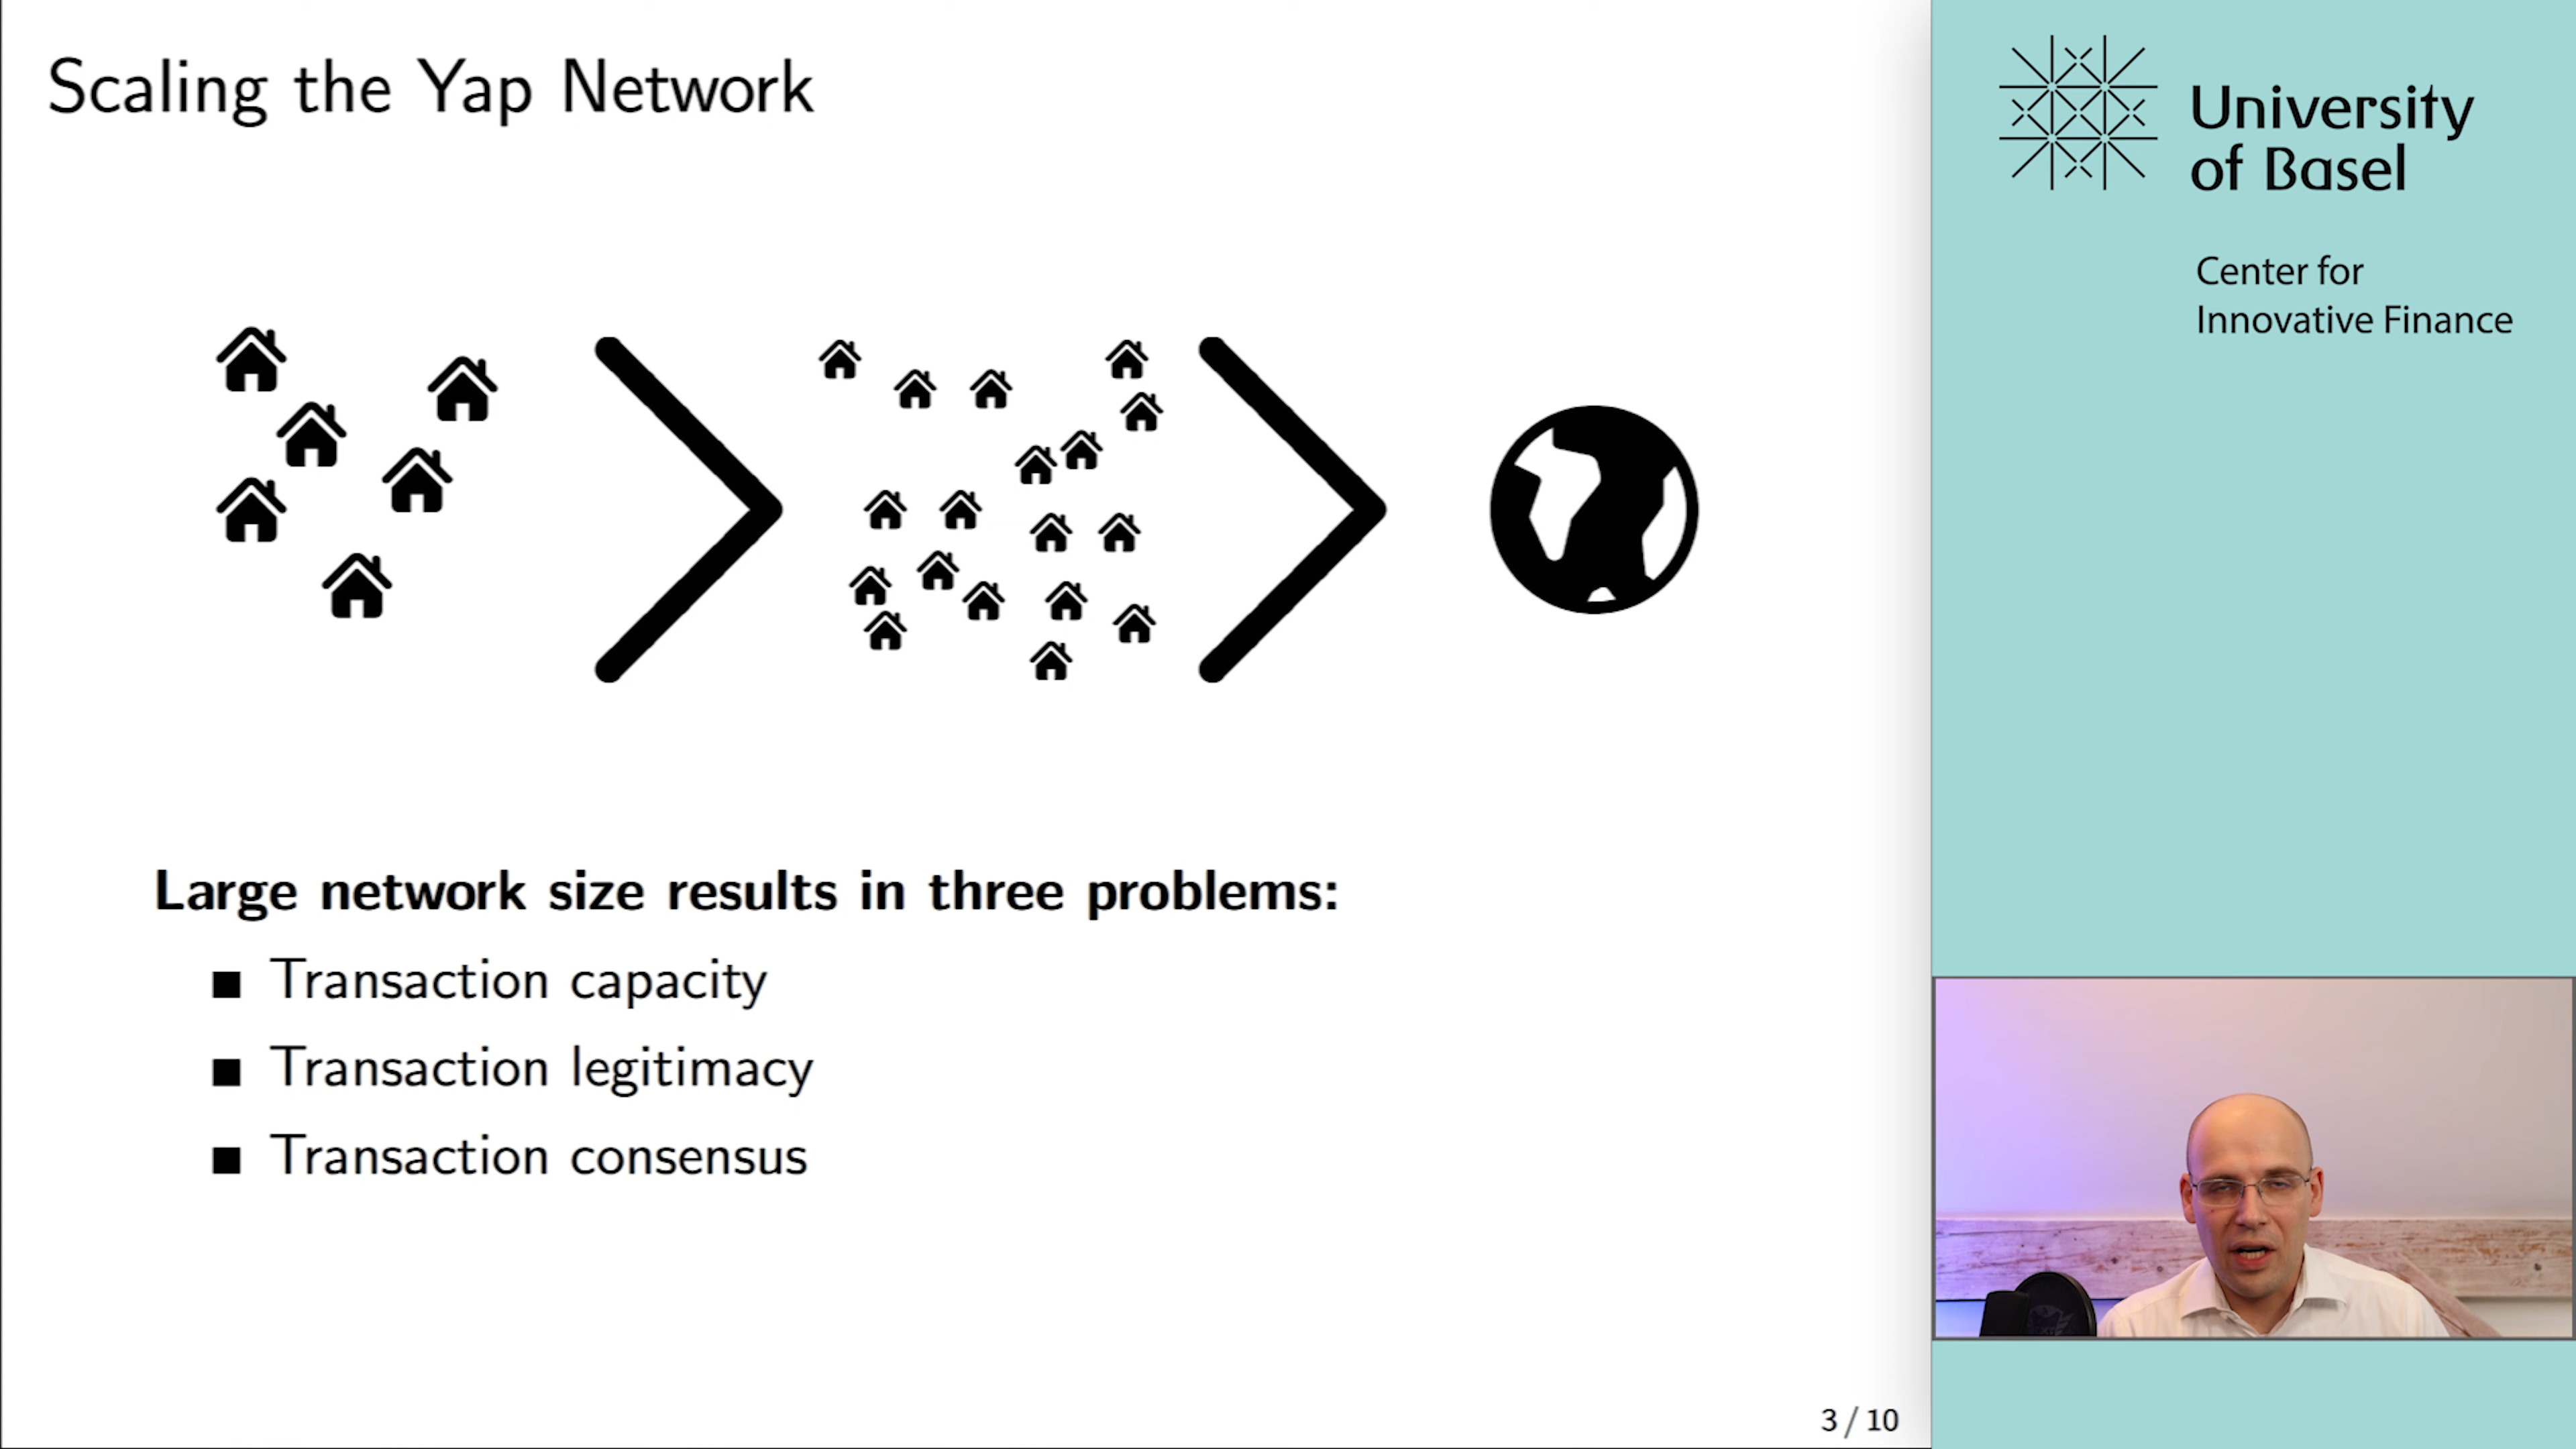 Scaling the Yap Network
Large network size results in three problems:
Transaction capacity
Transaction legitimacy
Transaction consensus
3 / 10
University
of Basel
Center for
Innovative Finance